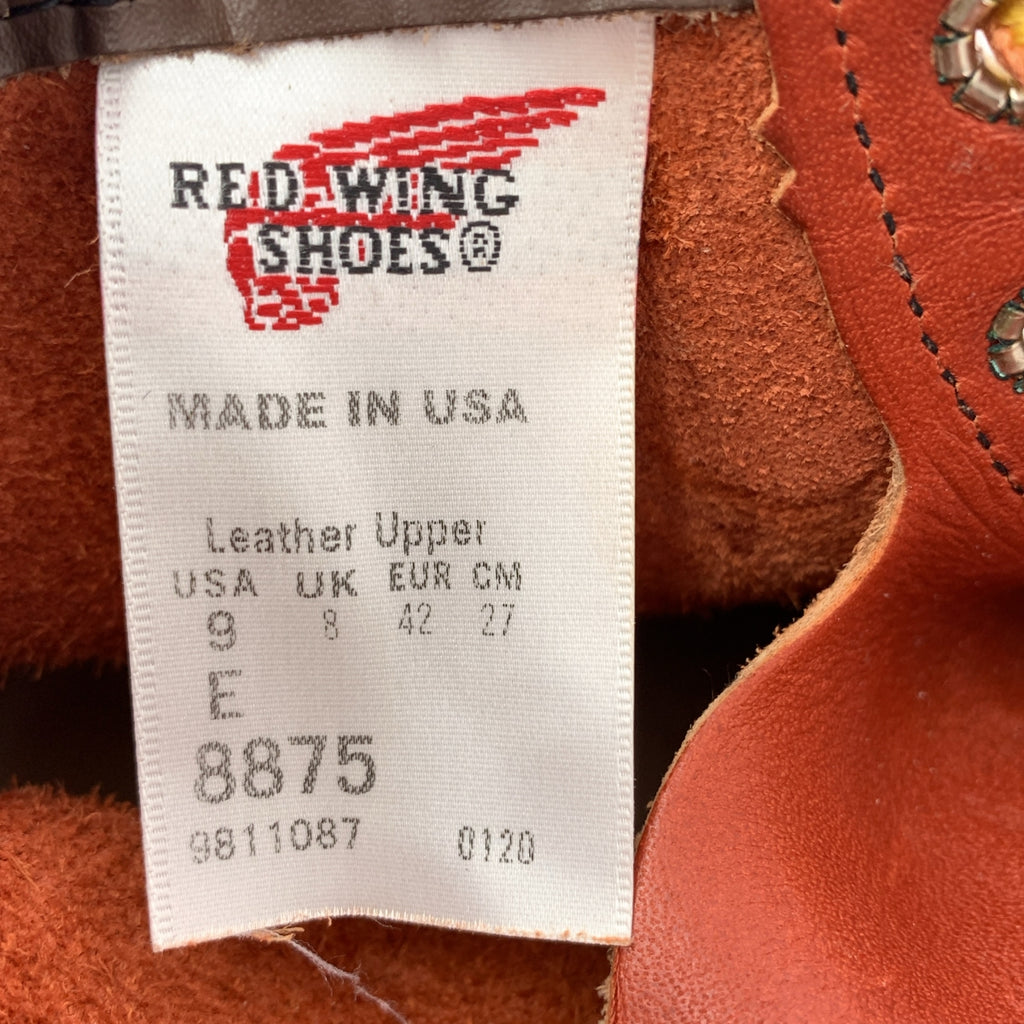 RED WING
SHOES®
MADE IN USA
Leather Upper
USA UK EUR CM
9 8 42 27
E
8875
9811087 0120